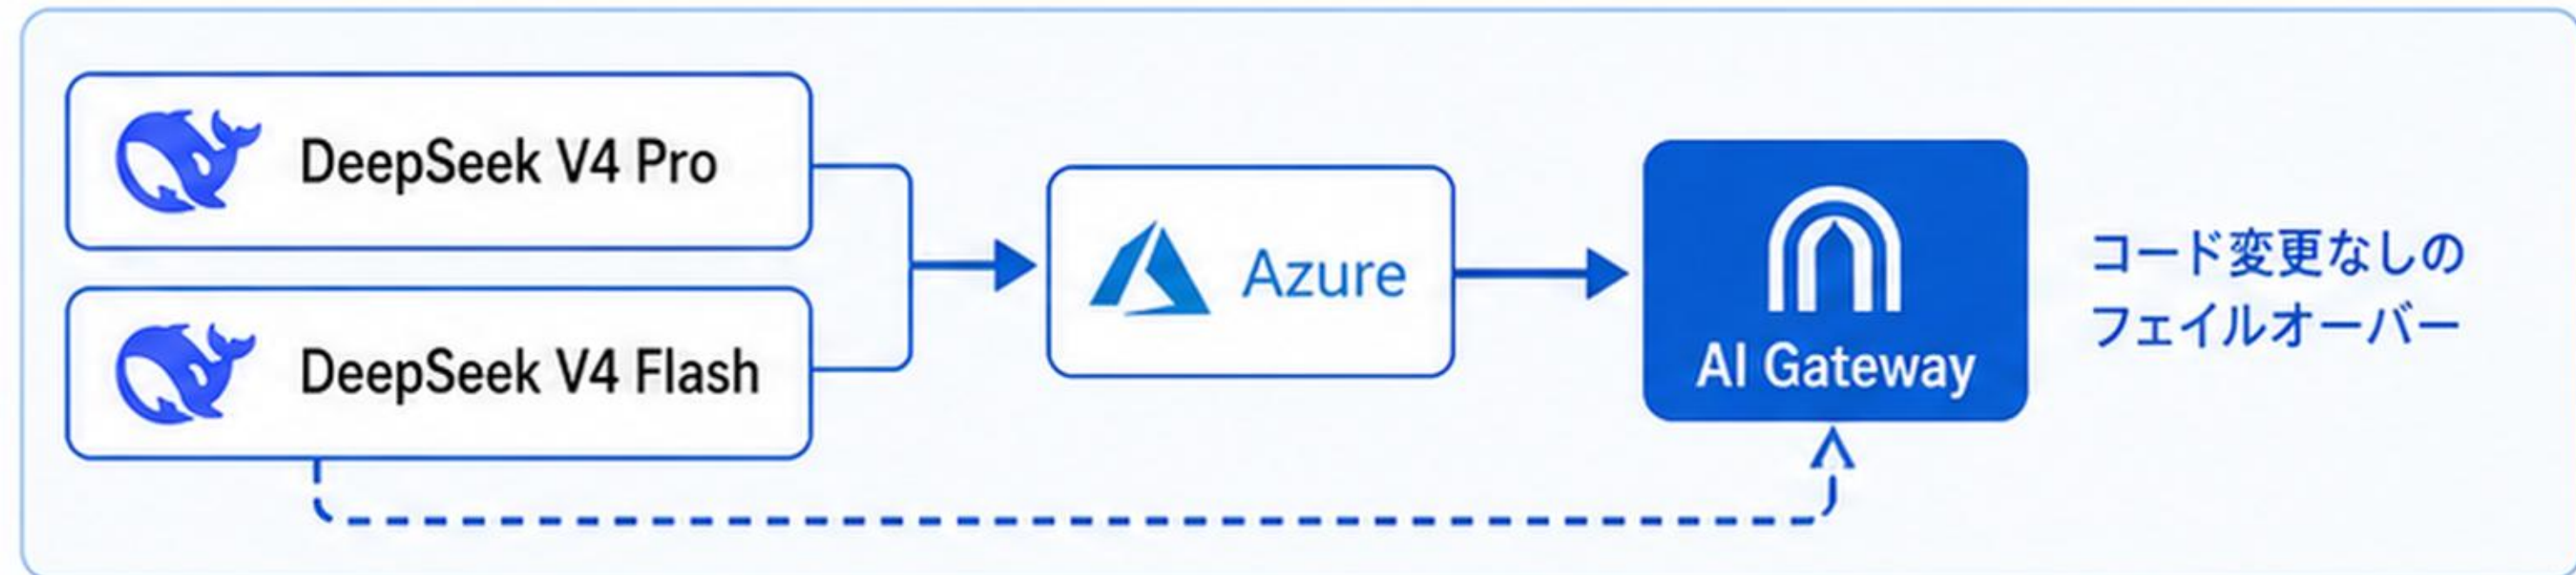 DeepSeek V4 Pro
DeepSeek V4 Flash
Azure
AI Gateway
コード変更なしの
フェイルオーバー